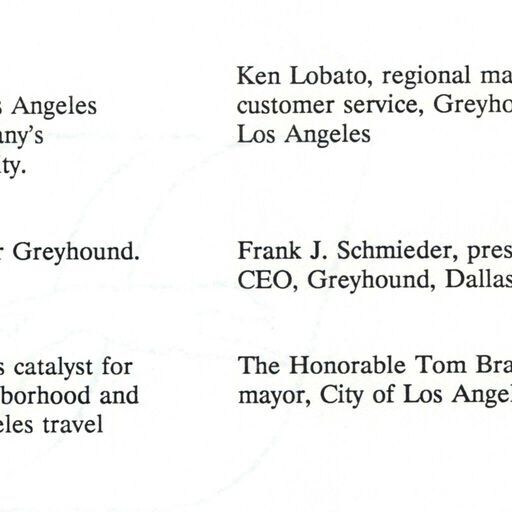 s Angeles
any's
ty.
r Greyhound.
s catalyst for
borhood and
eles travel
Ken Lobato, regional ma
customer service, Greyho
Los Angeles
Frank J. Schmieder, pres
CEO, Greyhound, Dallas
The Honorable Tom Bra
mayor, City of Los Angel